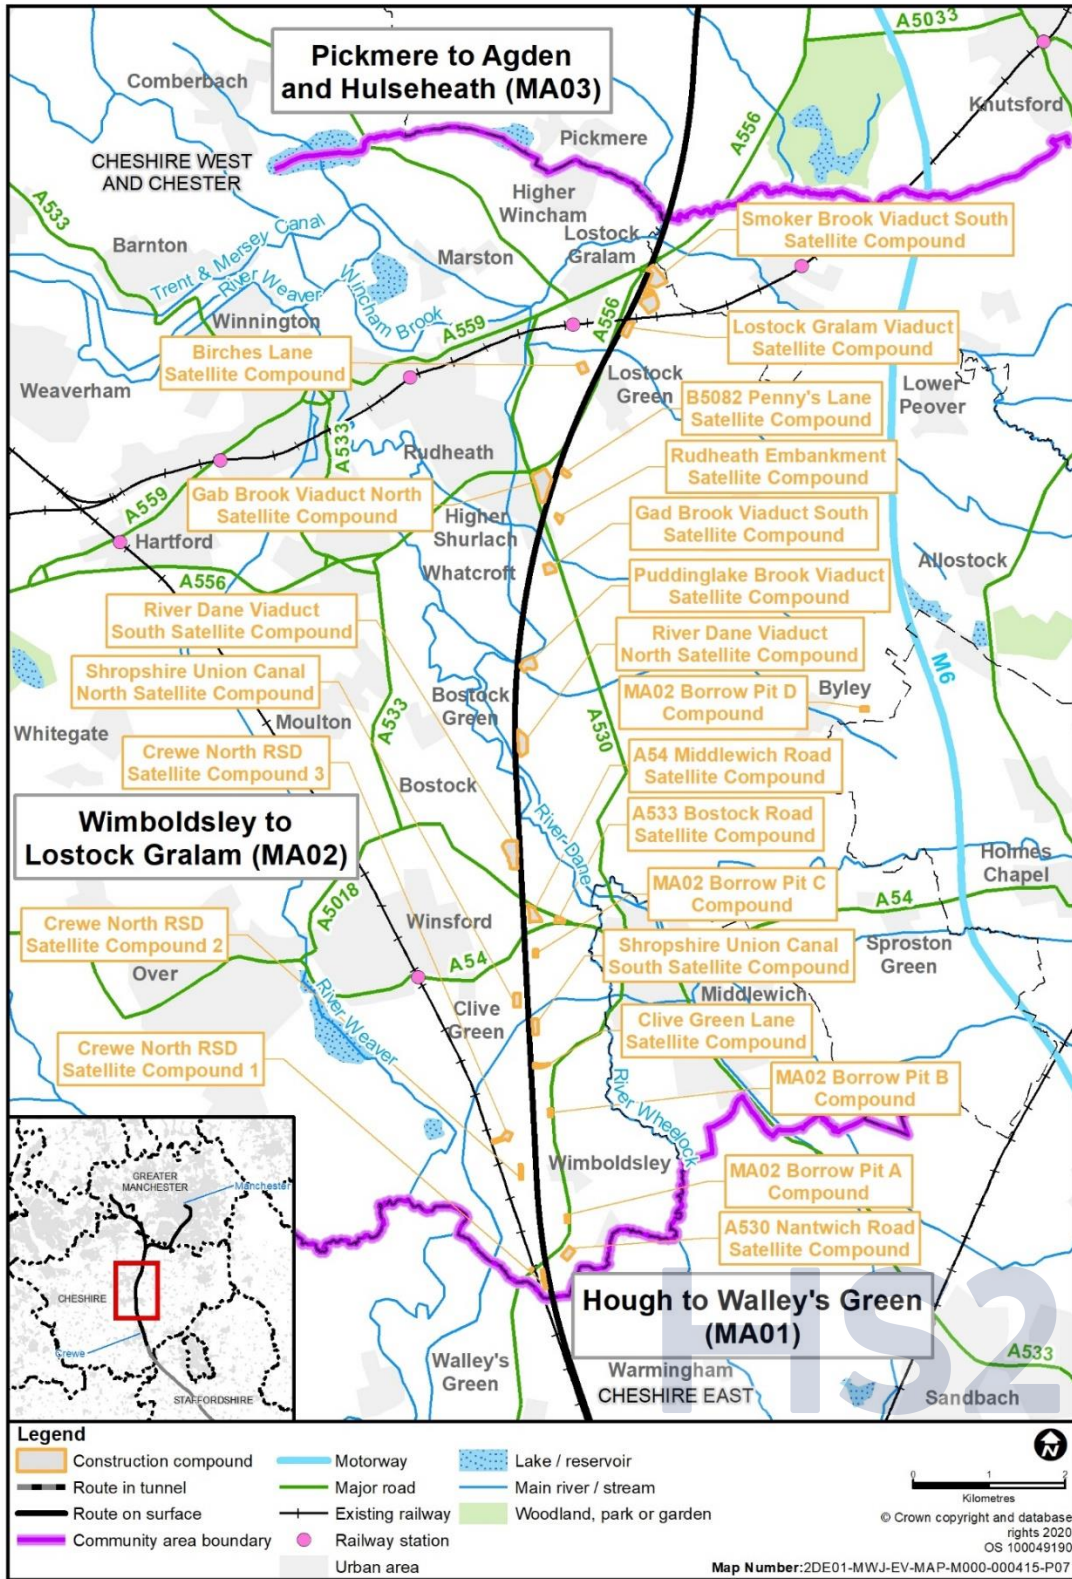 A5033
Pickmere to Agden
and Hulseheath (MA03)
Comberbach
Knutsford
Pickmere
A556
CHESHIRE WEST
AND CHESTER
A533
Higher
Wincham
Lostock
Gralam
Smoker Brook Viaduct South
Satellite Compound
Barnton
Marston
Trent & Mersey Canal
River Weaver
Wincham Brook
Winnington
A559
A556
Lostock Gralam Viaduct
Satellite Compound
Birches Lane
Satellite Compound
Weaverham
Lostock
Green
Lower
Peover
B5082 Penny's Lane
Satellite Compound
A533
Rudheath
Rudheath Embankment
Satellite Compound
Gab Brook Viaduct North
Satellite Compound
A559
Higher
Shurlach
Gad Brook Viaduct South
Satellite Compound
Hartford
Whatcroft
Allostock
A556
Puddinglake Brook Viaduct
Satellite Compound
River Dane Viaduct
South Satellite Compound
River Dane Viaduct
North Satellite Compound
Shropshire Union Canal
North Satellite Compound
M6
Bostock
Green
MA02 Borrow Pit D
Compound
Byley
Moulton
A533
A530
Whitegate
Crewe North RSD
Satellite Compound 3
A54 Middlewich Road
Satellite Compound
Bostock
Wimboldsley to
Lostock Gralam (MA02)
River Dane
A533 Bostock Road
Satellite Compound
Holmes
Chapel
MA02 Borrow Pit C
Compound
A5018
A54
Winsford
Crewe North RSD
Satellite Compound 2
Shropshire Union Canal
South Satellite Compound
Sproston
Green
Over
A54
River Weaver
Middlewich
Clive
Green
Clive Green Lane
Satellite Compound
Crewe North RSD
Satellite Compound 1
MA02 Borrow Pit B
Compound
River Wheelock
Wimboldsley
MA02 Borrow Pit A
Compound
GREATER
MANCHESTER
Manchester
A530 Nantwich Road
Satellite Compound
CHESHIRE
Hough to Walley's Green
(MA01)
HS2
Crewe
Walley's
Green
A533
Warmingham
CHESHIRE EAST
Sandbach
STAFFORDSHIRE
Legend
Construction compound
Motorway
Lake / reservoir
N
Route in tunnel
Major road
Main river / stream
0 1 2
Kilometres
Route on surface
Existing railway
Woodland, park or garden
Community area boundary
Railway station
Urban area
© Crown copyright and database
rights 2020
OS 100049190
Map Number:2DE01-MWJ-EV-MAP-M000-000415-P07